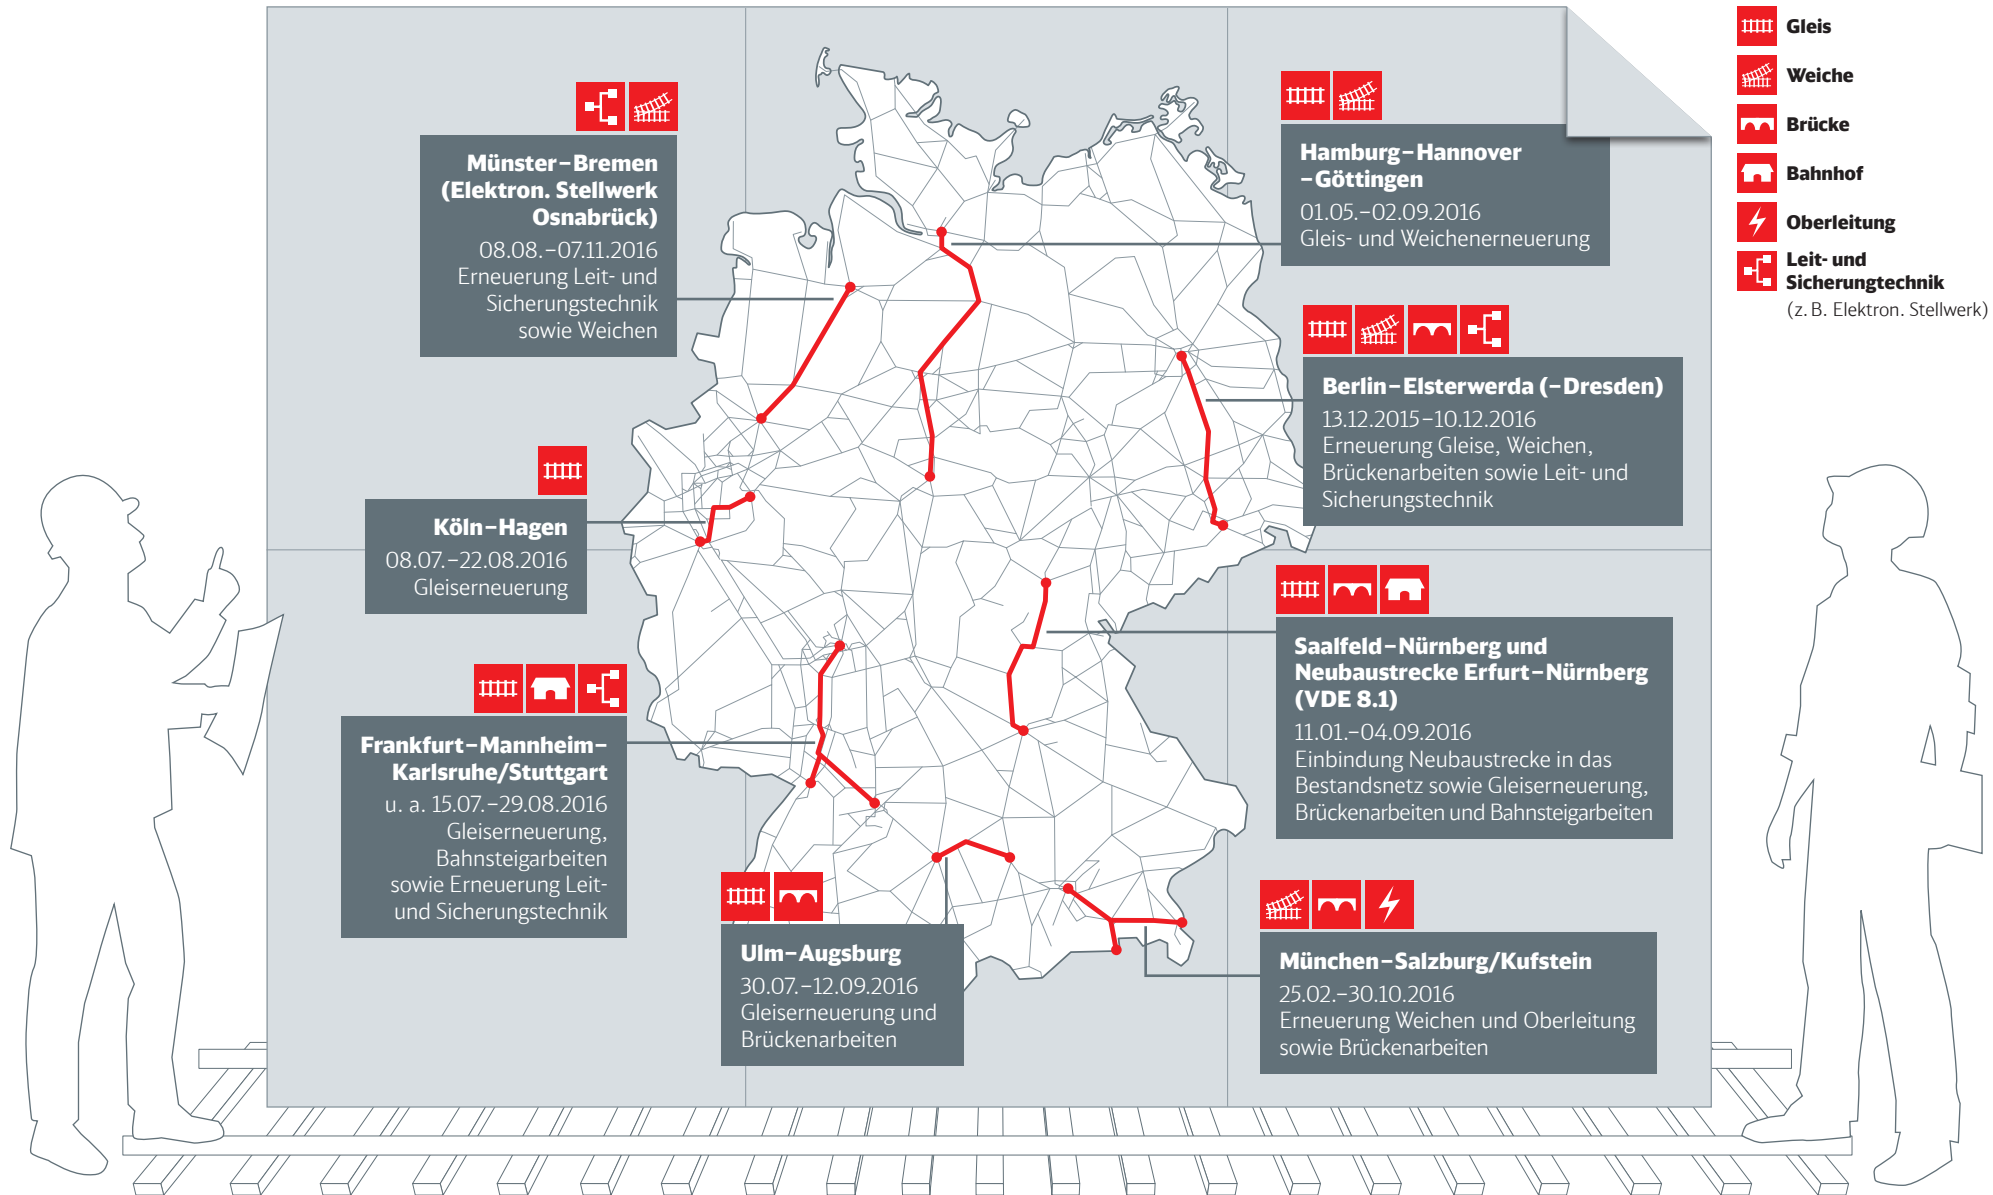 Münster–Bremen
(Elektron. Stellwerk
Osnabrück)
08.08.–07.11.2016
Erneuerung Leit- und
Sicherungstechnik
sowie Weichen
Hamburg–Hannover
–Göttingen
01.05.–02.09.2016
Gleis- und Weichenerneuerung
Gleis
Weiche
Brücke
Bahnhof
Oberleitung
Leit- und
Sicherungtechnik
(z. B. Elektron. Stellwerk)
Berlin–Elsterwerda (–Dresden)
13.12.2015–10.12.2016
Erneuerung Gleise, Weichen,
Brückenarbeiten sowie Leit- und
Sicherungstechnik
Köln–Hagen
08.07.–22.08.2016
Gleiserneuerung
Saalfeld–Nürnberg und
Neubaustrecke Erfurt–Nürnberg
(VDE 8.1)
11.01.–04.09.2016
Einbindung Neubaustrecke in das
Bestandsnetz sowie Gleiserneuerung,
Brückenarbeiten und Bahnsteigarbeiten
Frankfurt–Mannheim–
Karlsruhe/Stuttgart
u. a. 15.07.–29.08.2016
Gleiserneuerung,
Bahnsteigarbeiten
sowie Erneuerung Leit-
und Sicherungstechnik
Ulm–Augsburg
30.07.–12.09.2016
Gleiserneuerung und
Brückenarbeiten
München–Salzburg/Kufstein
25.02.–30.10.2016
Erneuerung Weichen und Oberleitung
sowie Brückenarbeiten